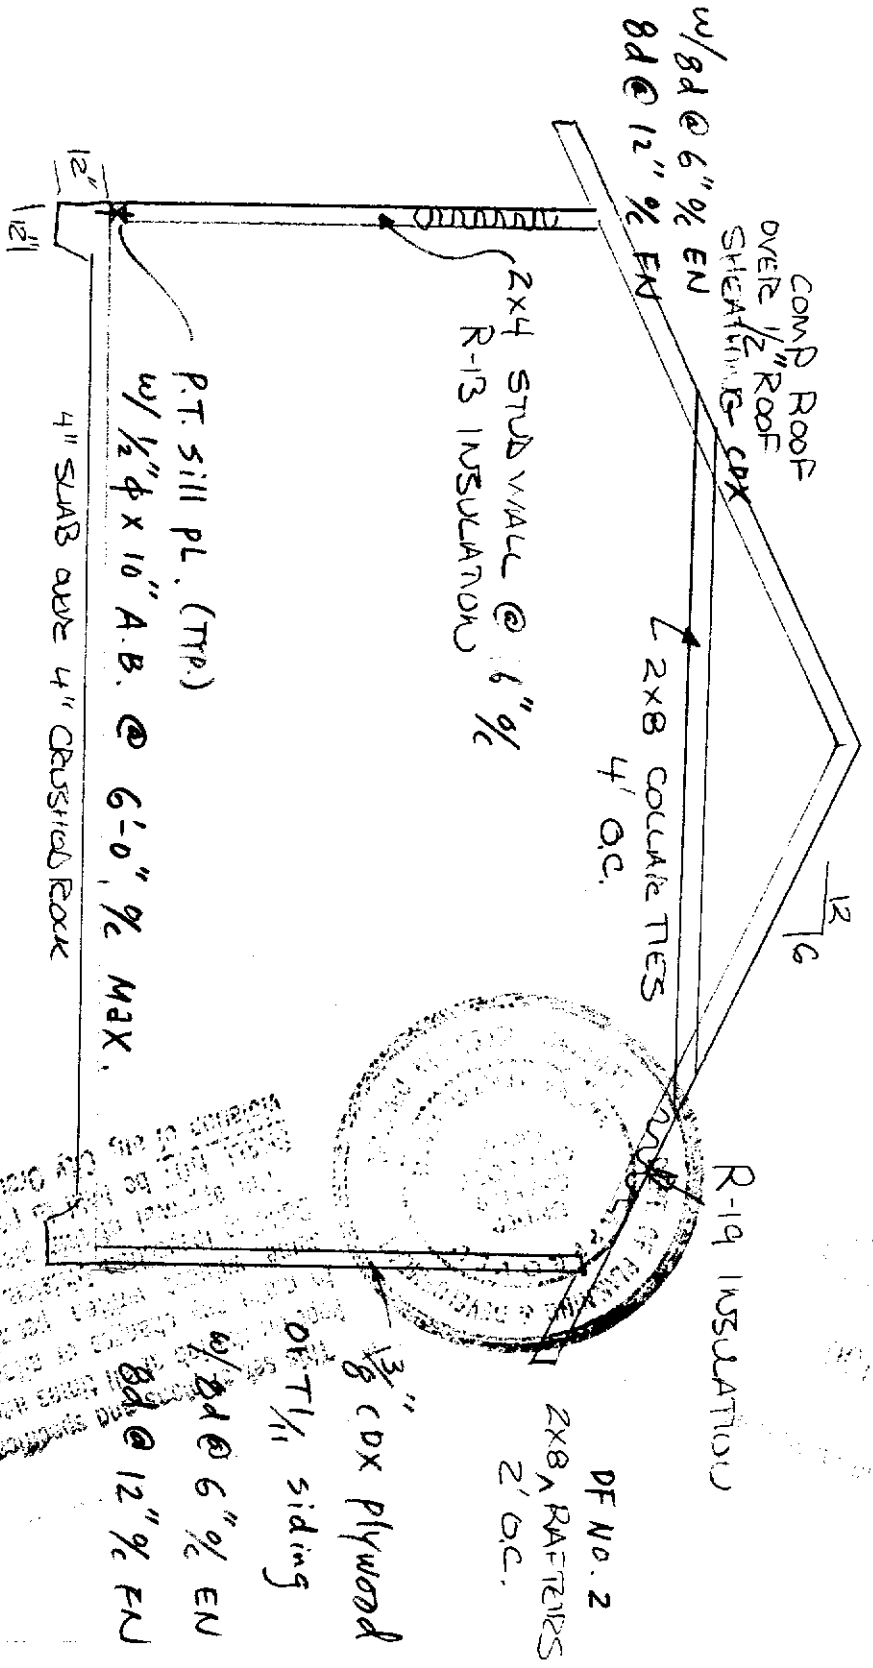 COMP ROOF
OVER 1/2" ROOF
SHEATHING CDX
w/8d @ 6" o/c EN
8d @ 12" o/c FN
12
6
R-19 INSULATION
2x8 COLLAR TIES
4' O.C.
DF NO. 2
2x8 ^ RAFTERS
2' O.C.
2x4 STUD WALL @ 16" o/c
R-13 INSULATION
3/8" CDX plywood
or T1/11 siding
w/8d @ 6" o/c EN
8d @ 12" o/c FN
P.T. sill pL. (TYP.)
w/ 1/2" ϕ x 10" A.B. @ 6'-0" o/c MAX.
12"
12"
4" SLAB OVER 4" CRUSHED ROCK
OF PLANNING &